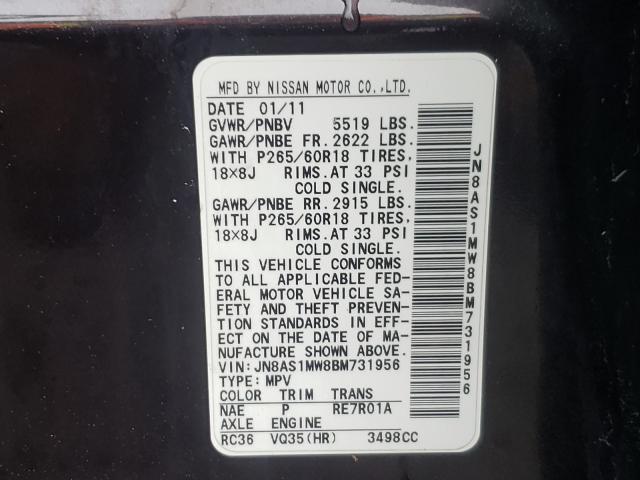 MFD BY NISSAN MOTOR CO.,LTD.
DATE 01/11
GVWR/PNBV 5519 LBS.
GAWR/PNBE FR. 2622 LBS.
WITH P265/60R18 TIRES,
18X8J RIMS.AT 33 PSI
COLD SINGLE.
GAWR/PNBE RR. 2915 LBS.
WITH P265/60R18 TIRES,
18X8J RIMS.AT 33 PSI
COLD SINGLE.
THIS VEHICLE CONFORMS
TO ALL APPLICABLE FED-
ERAL MOTOR VEHICLE SA-
FETY AND THEFT PREVEN-
TION STANDARDS IN EFF-
ECT ON THE DATE OF MA-
NUFACTURE SHOWN ABOVE.
VIN:JN8AS1MW8BM731956
TYPE:MPV
COLOR TRIM TRANS
NAE P RE7R01A
AXLE ENGINE
RC36 VQ35(HR) 3498CC
JN8AS1MW8BM731956